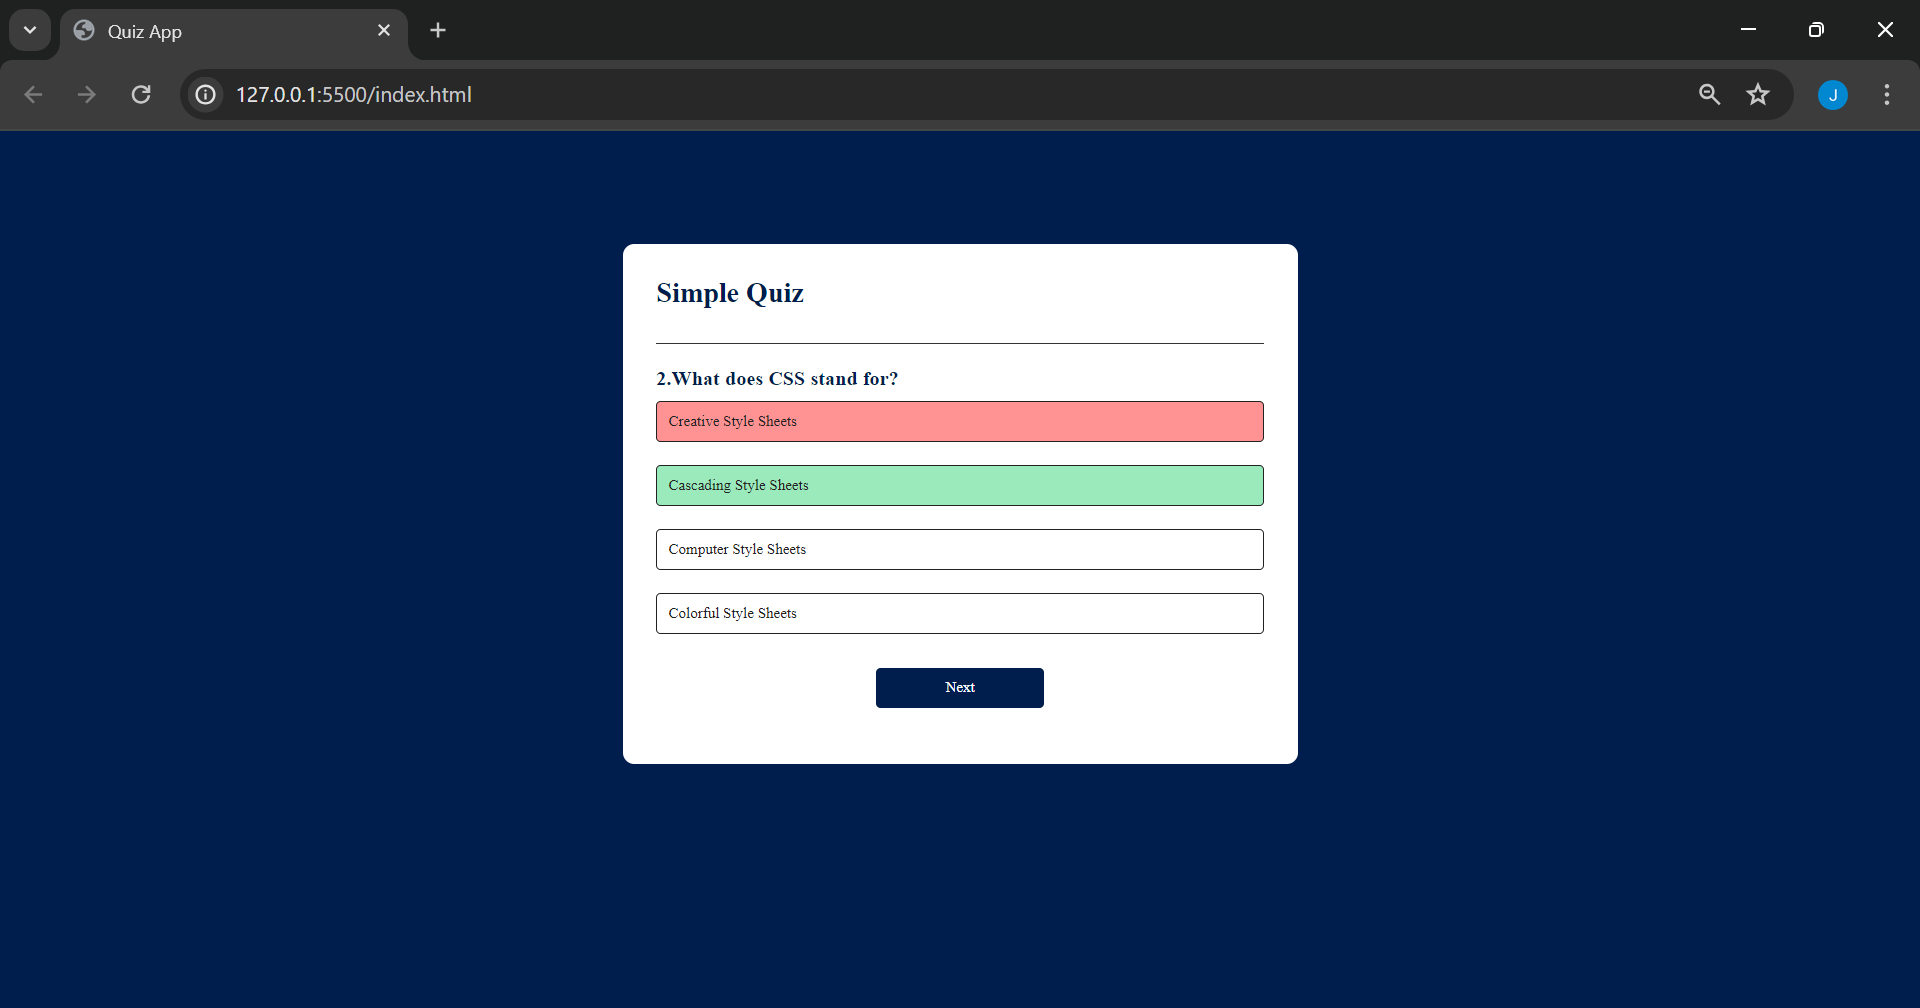 Quiz App
127.0.0.1:5500/index.html
J
Simple Quiz
2.What does CSS stand for?
Creative Style Sheets
Cascading Style Sheets
Computer Style Sheets
Colorful Style Sheets
Next